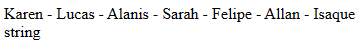 Karen - Lucas - Alanis - Sarah - Felipe - Allan - Isaque
string